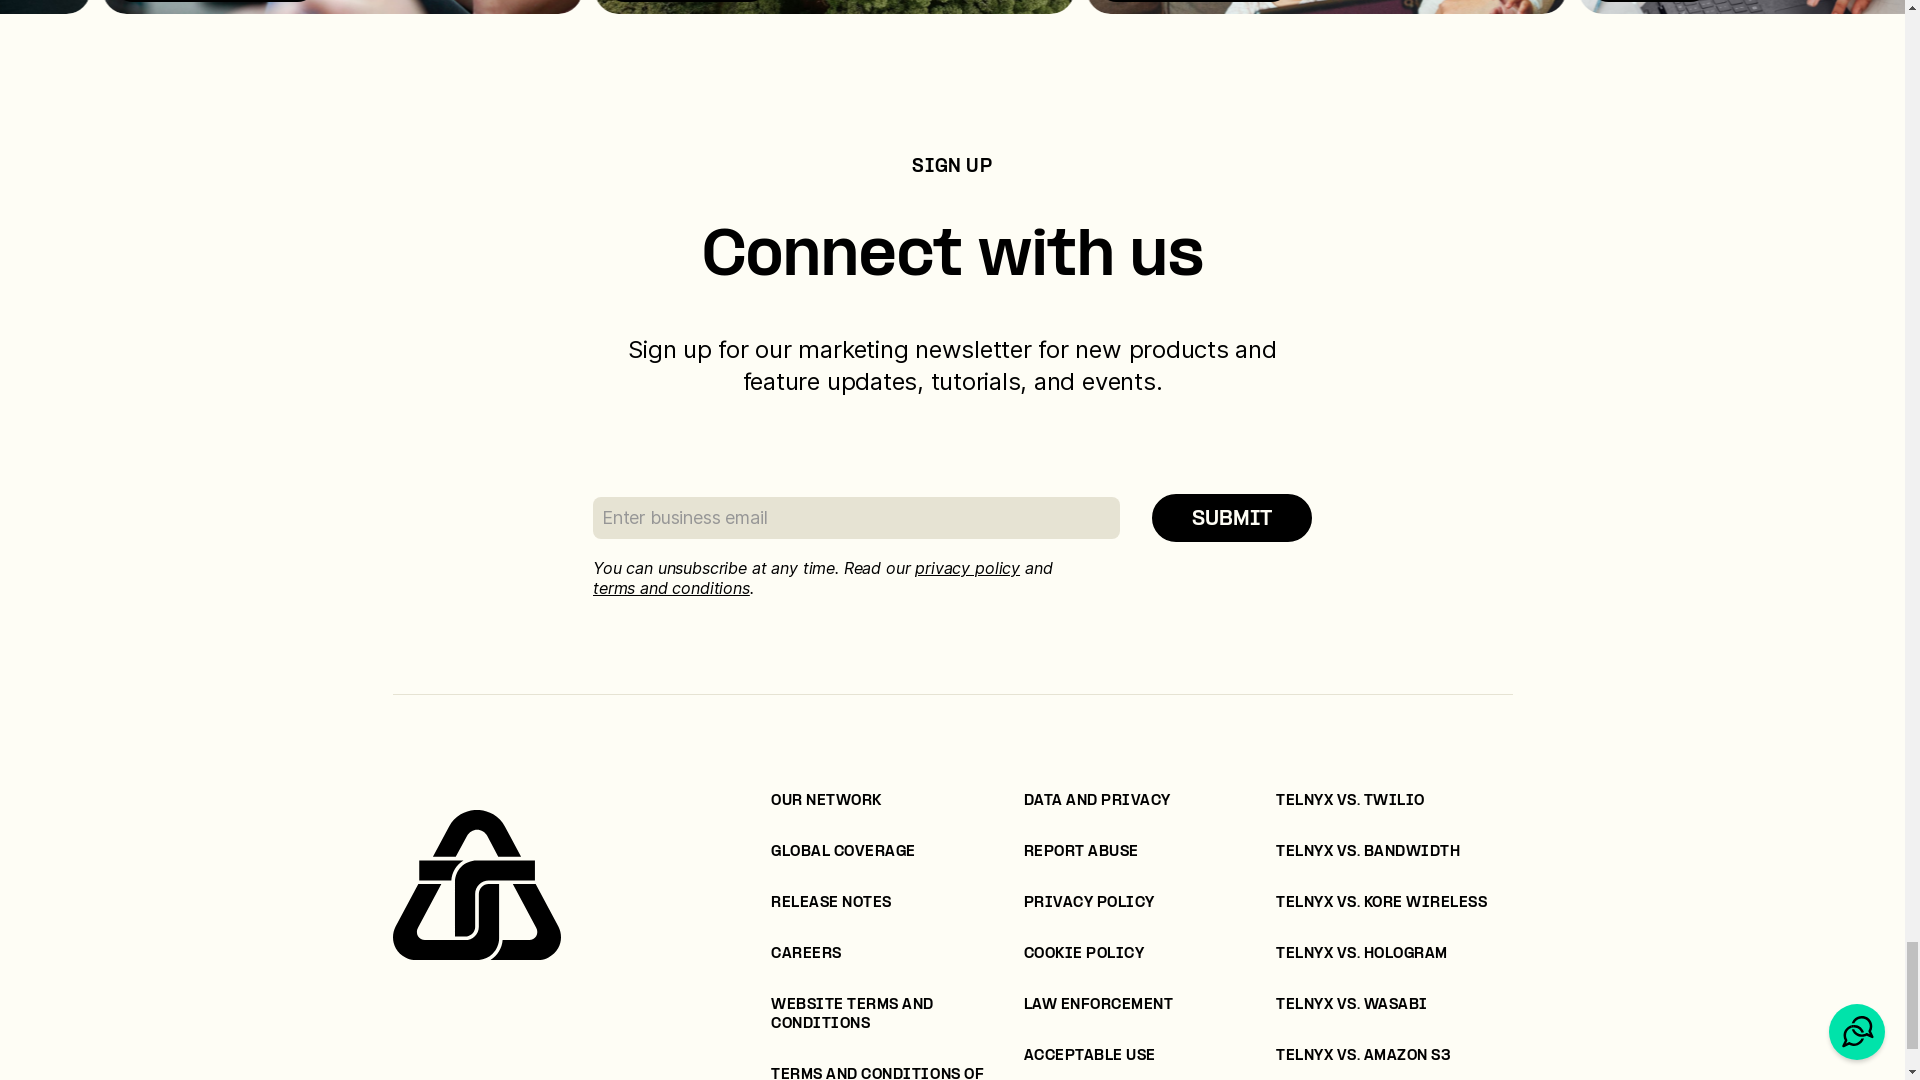 SIGN UP
Connect with us
Sign up for our marketing newsletter for new products and
feature updates, tutorials, and events.
Enter business email
SUBMIT
You can unsubscribe at any time. Read our privacy policy and
terms and conditions.
OUR NETWORK
GLOBAL COVERAGE
RELEASE NOTES
CAREERS
WEBSITE TERMS AND
CONDITIONS
TERMS AND CONDITIONS OF
DATA AND PRIVACY
REPORT ABUSE
PRIVACY POLICY
COOKIE POLICY
LAW ENFORCEMENT
ACCEPTABLE USE
TELNYX VS. TWILIO
TELNYX VS. BANDWIDTH
TELNYX VS. KORE WIRELESS
TELNYX VS. HOLOGRAM
TELNYX VS. WASABI
TELNYX VS. AMAZON S3